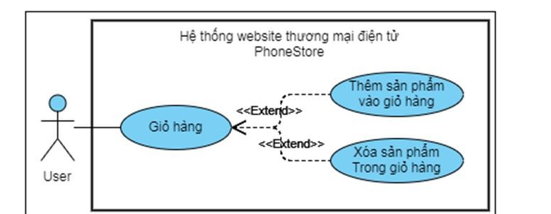 Hệ thống website thương mại điện tử
PhoneStore
Thêm sản phẩm
vào giỏ hàng
<<Extend>>
Giỏ hàng
<<Extend>>
Xóa sản phẩm
Trong giỏ hàng
User